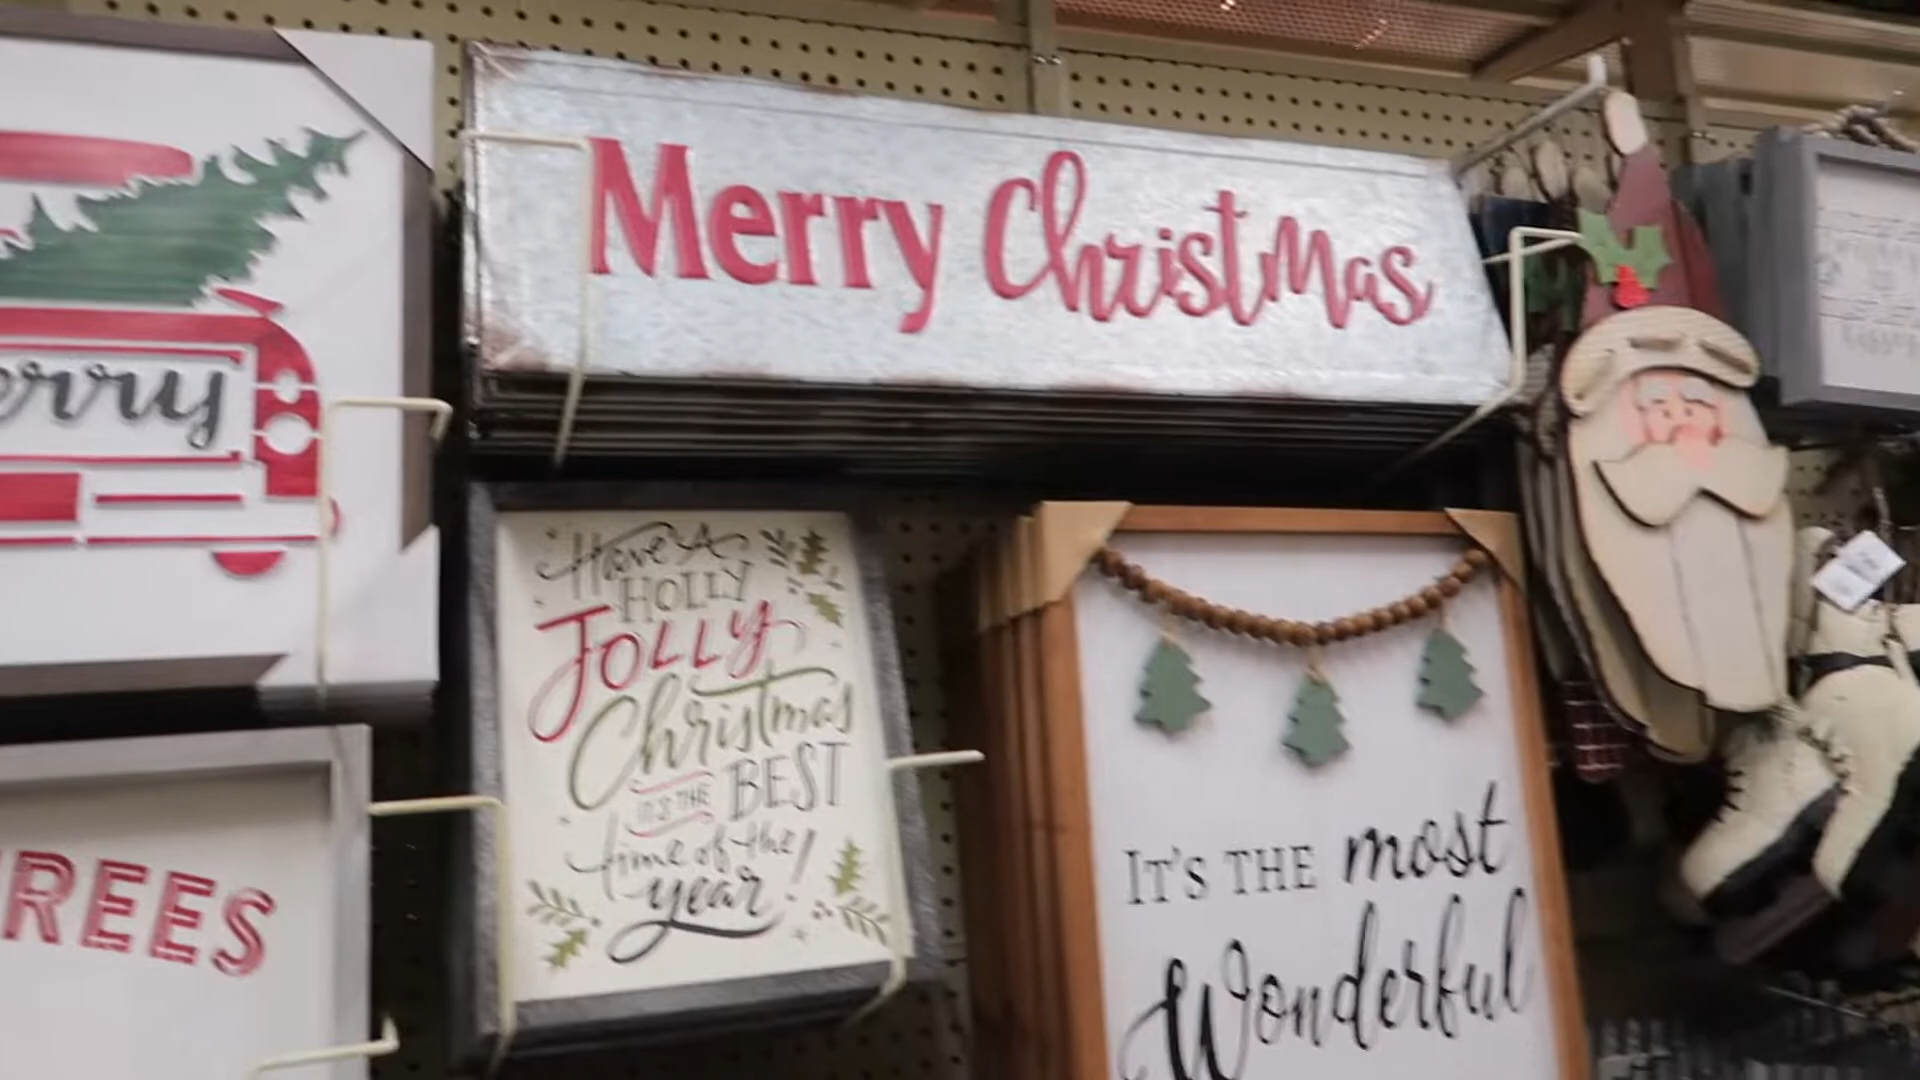 Merry Christmas
erry
Have A
HOLLY
JOLLY
Christmas
IT'S THE BEST
time of the
year!
REES
IT'S THE most
Wonderful